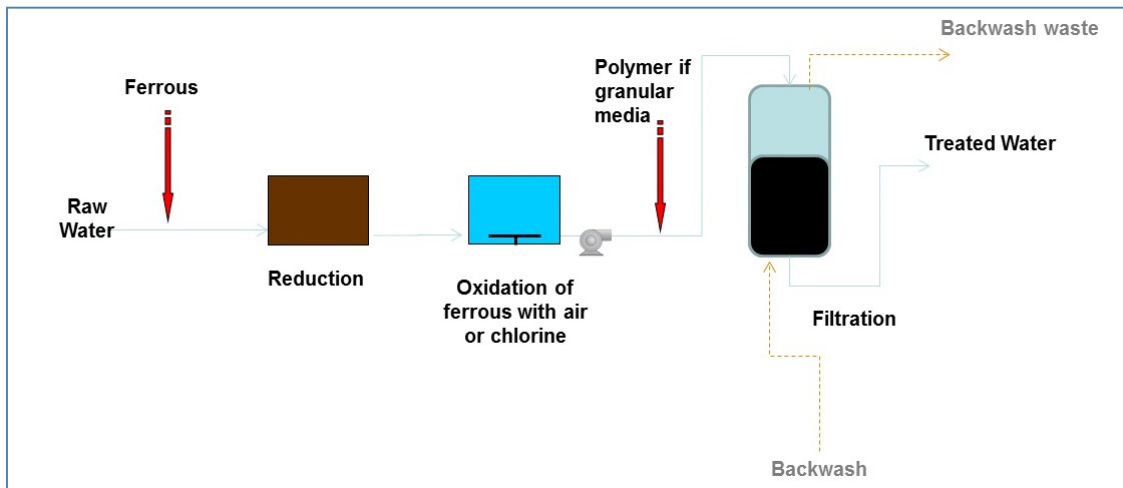 Backwash waste
Ferrous
Polymer if
granular
media
Treated Water
Raw
Water
Reduction
Oxidation of
ferrous with air
or chlorine
Filtration
Backwash